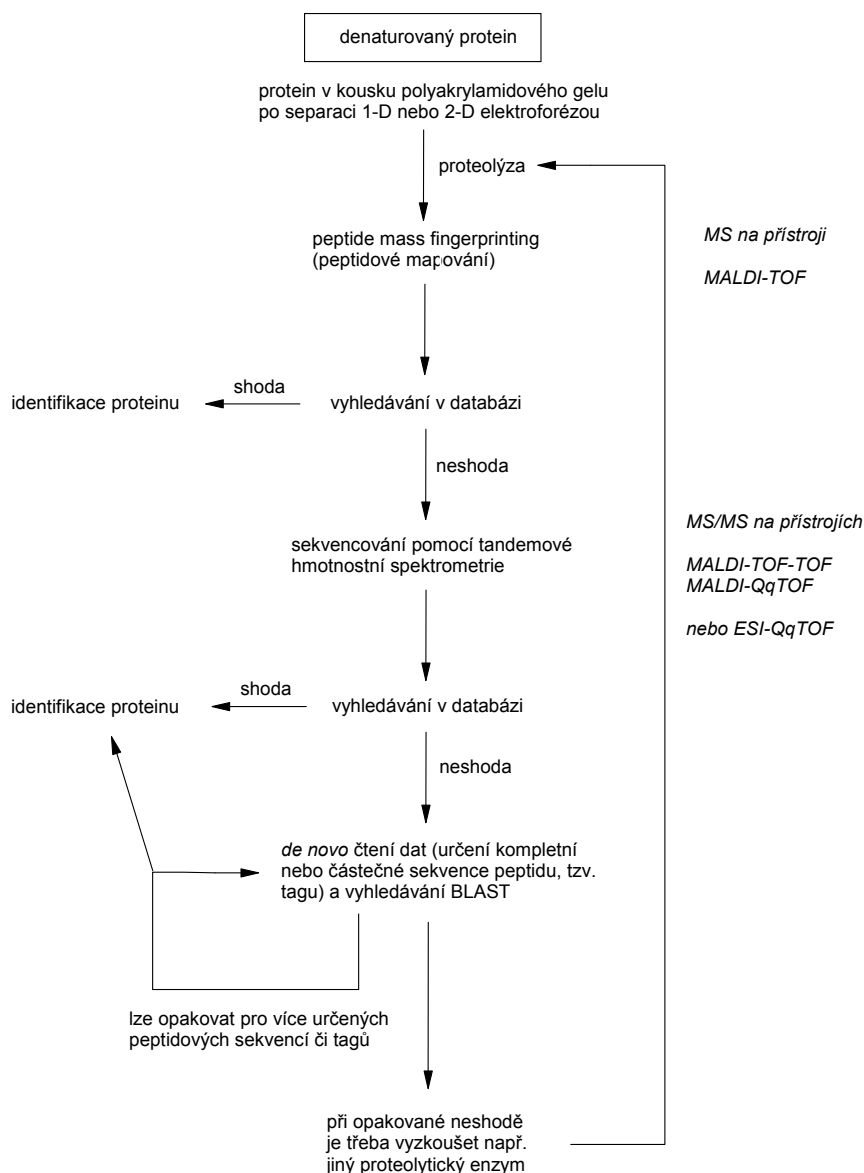 denaturovaný protein
protein v kousku polyakrylamidového gelu
po separaci 1-D nebo 2-D elektroforézou
proteolýza
peptide mass fingerprinting
(peptidové mapování)
MS na přístroji
MALDI-TOF
shoda
identifikace proteinu
vyhledávání v databázi
neshoda
sekvencování pomocí tandemové
hmotnostní spektrometrie
MS/MS na přístrojích
MALDI-TOF-TOF
MALDI-QqTOF
nebo ESI-QqTOF
shoda
identifikace proteinu
vyhledávání v databázi
neshoda
de novo čtení dat (určení kompletní
nebo částečné sekvence peptidu, tzv.
tagu) a vyhledávání BLAST
lze opakovat pro více určených
peptidových sekvencí či tagů
při opakované neshodě
je třeba vyzkoušet např.
jiný proteolytický enzym